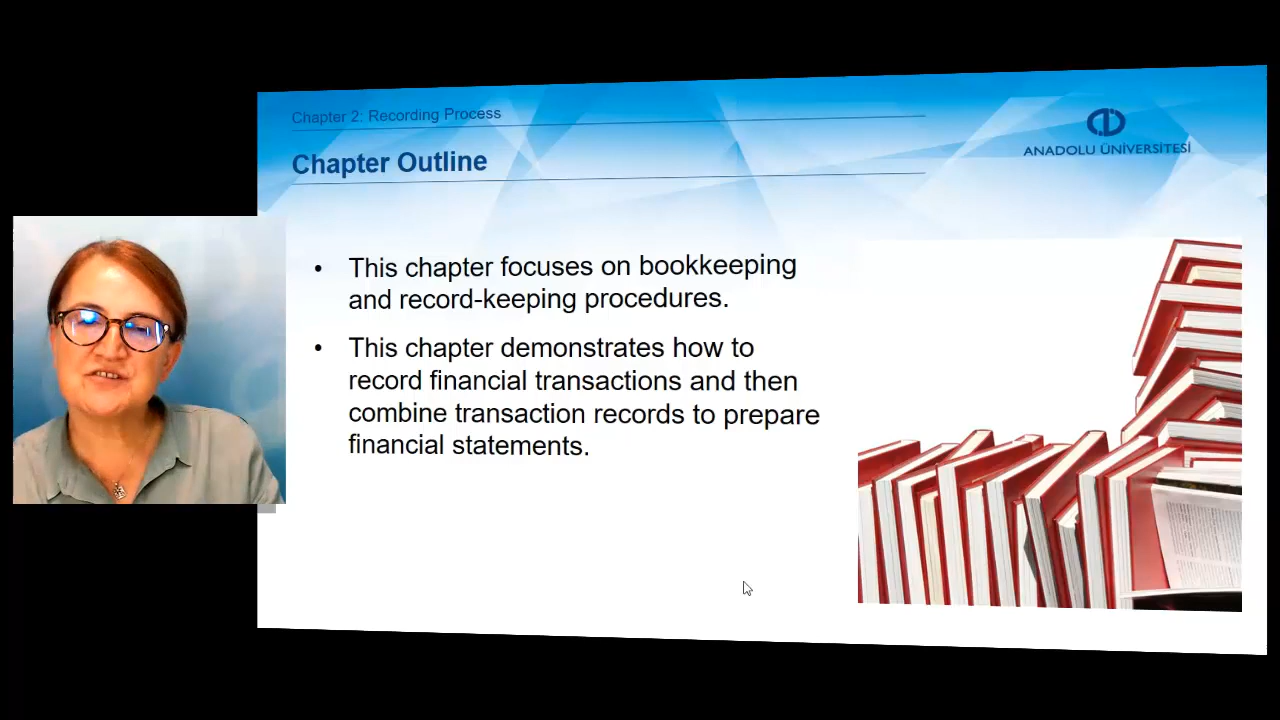 Chapter 2: Recording Process
Chapter Outline
ANADOLU ÜNİVERSİTESİ
• This chapter focuses on bookkeeping
and record-keeping procedures.
• This chapter demonstrates how to
record financial transactions and then
combine transaction records to prepare
financial statements.